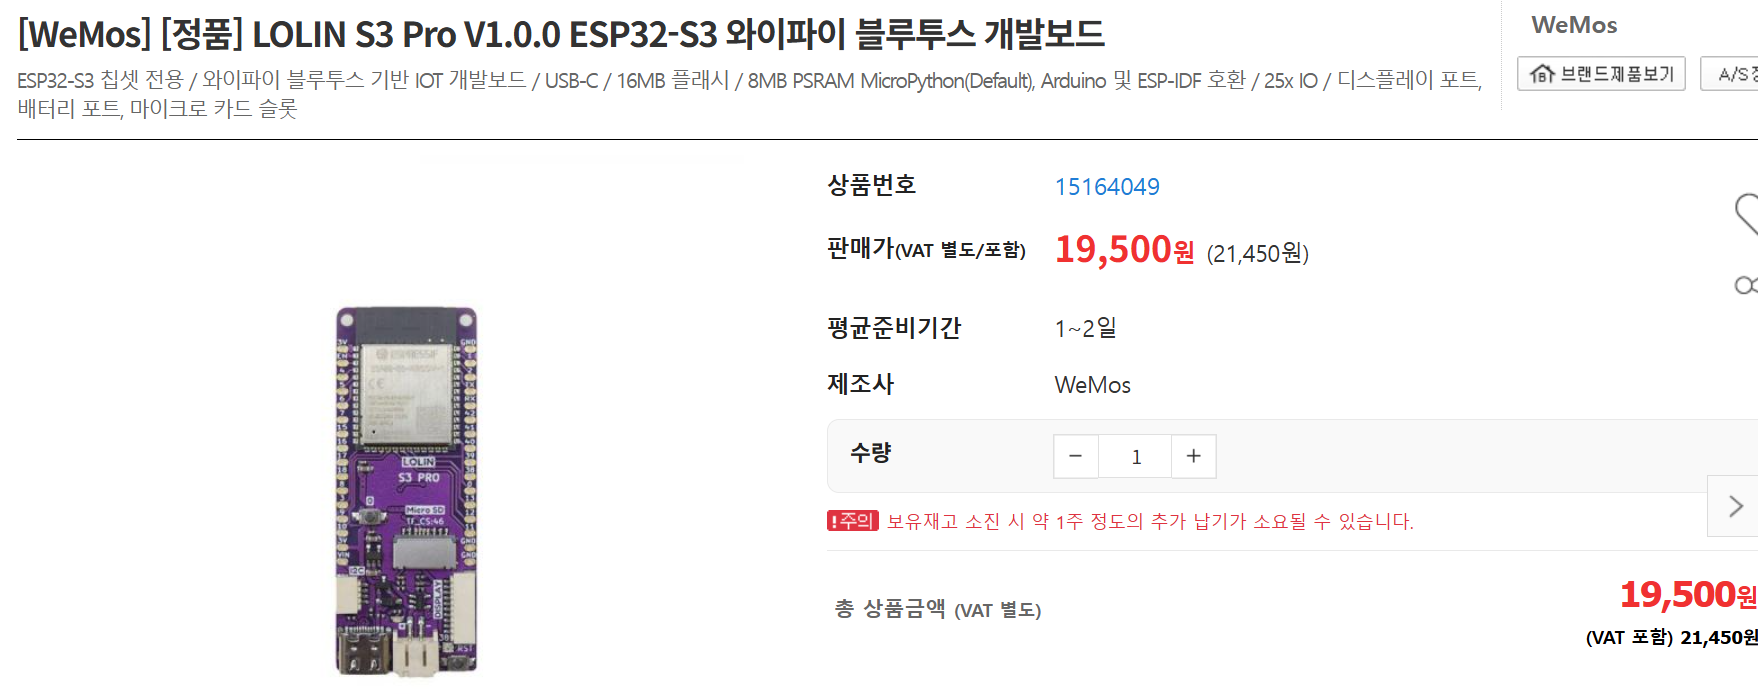 [WeMos] [정품] LOLIN S3 Pro V1.0.0 ESP32-S3 와이파이 블루투스 개발보드
ESP32-S3 칩셋 전용 / 와이파이 블루투스 기반 IOT 개발보드 / USB-C / 16MB 플래시 / 8MB PSRAM MicroPython(Default), Arduino 및 ESP-IDF 호환 / 25x IO / 디스플레이 포트,
배터리 포트, 마이크로 카드 슬롯
WeMos
브랜드제품보기
A/S정
상품번호 15164049
판매가(VAT 별도/포함) 19,500원 (21,450원)
평균준비기간 1~2일
제조사 WeMos
수량 − 1 +
!주의 보유재고 소진 시 약 1주 정도의 추가 납기가 소요될 수 있습니다.
총 상품금액 (VAT 별도) 19,500원
(VAT 포함) 21,450원
ESPRESSIF
LOLIN
S3 PRO
0
Micro SD
TF_CS:46
I2C
DISPLAY
RST